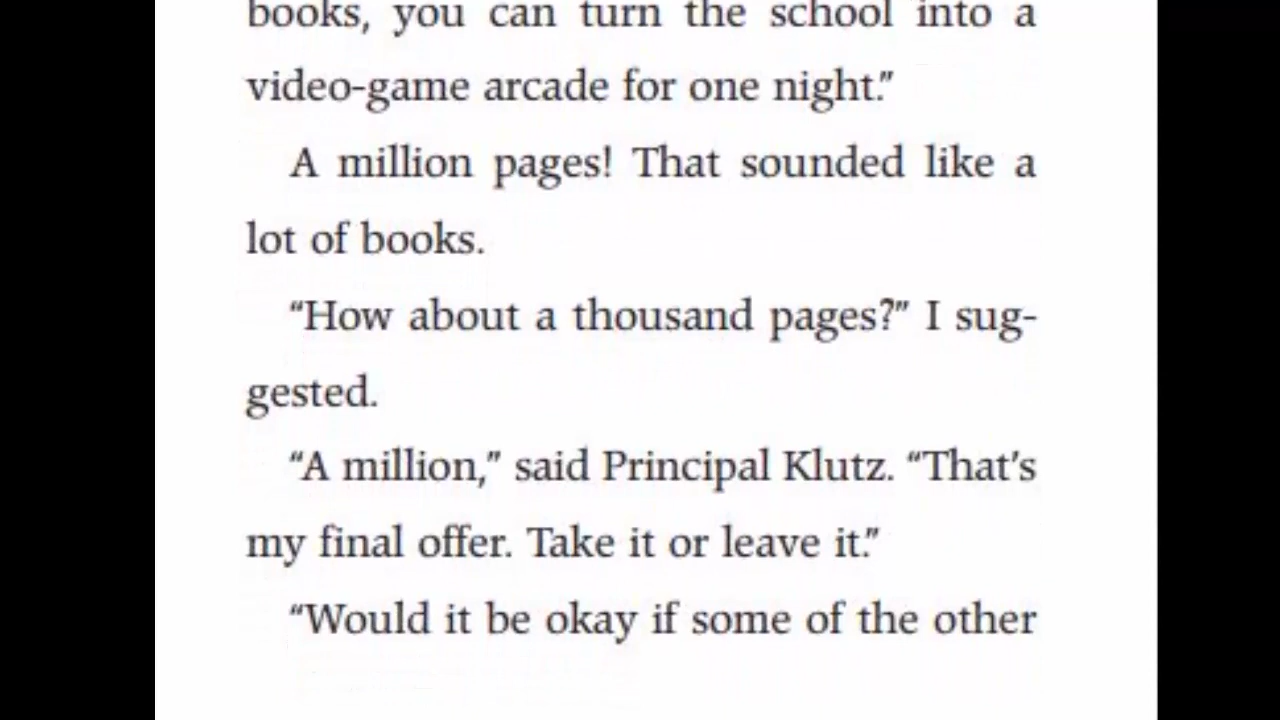 books, you can turn the school into a
video-game arcade for one night.”
A million pages! That sounded like a
lot of books.
“How about a thousand pages?” I sug-
gested.
“A million,” said Principal Klutz. “That’s
my final offer. Take it or leave it.”
“Would it be okay if some of the other